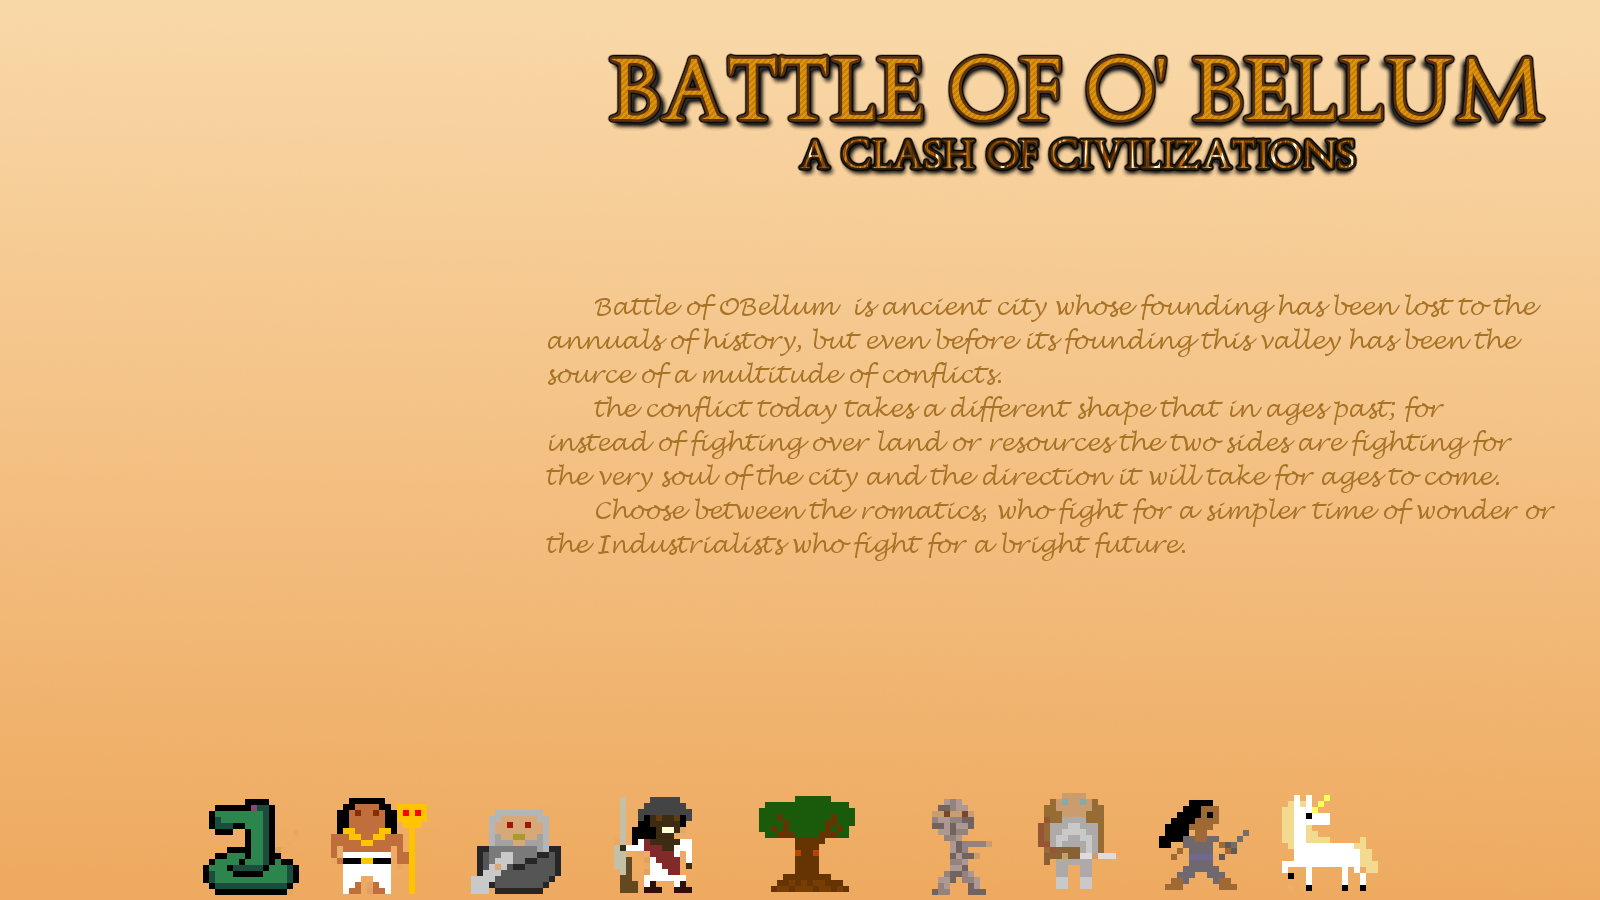 BATTLE OF O' BELLUM
A CLASH OF CIVILIZATIONS
Battle of OBellum is ancient city whose founding has been lost to the
annuals of history, but even before its founding this valley has been the
source of a multitude of conflicts.
the conflict today takes a different shape that in ages past; for
instead of fighting over land or resources the two sides are fighting for
the very soul of the city and the direction it will take for ages to come.
Choose between the romatics, who fight for a simpler time of wonder or
the Industrialists who fight for a bright future.